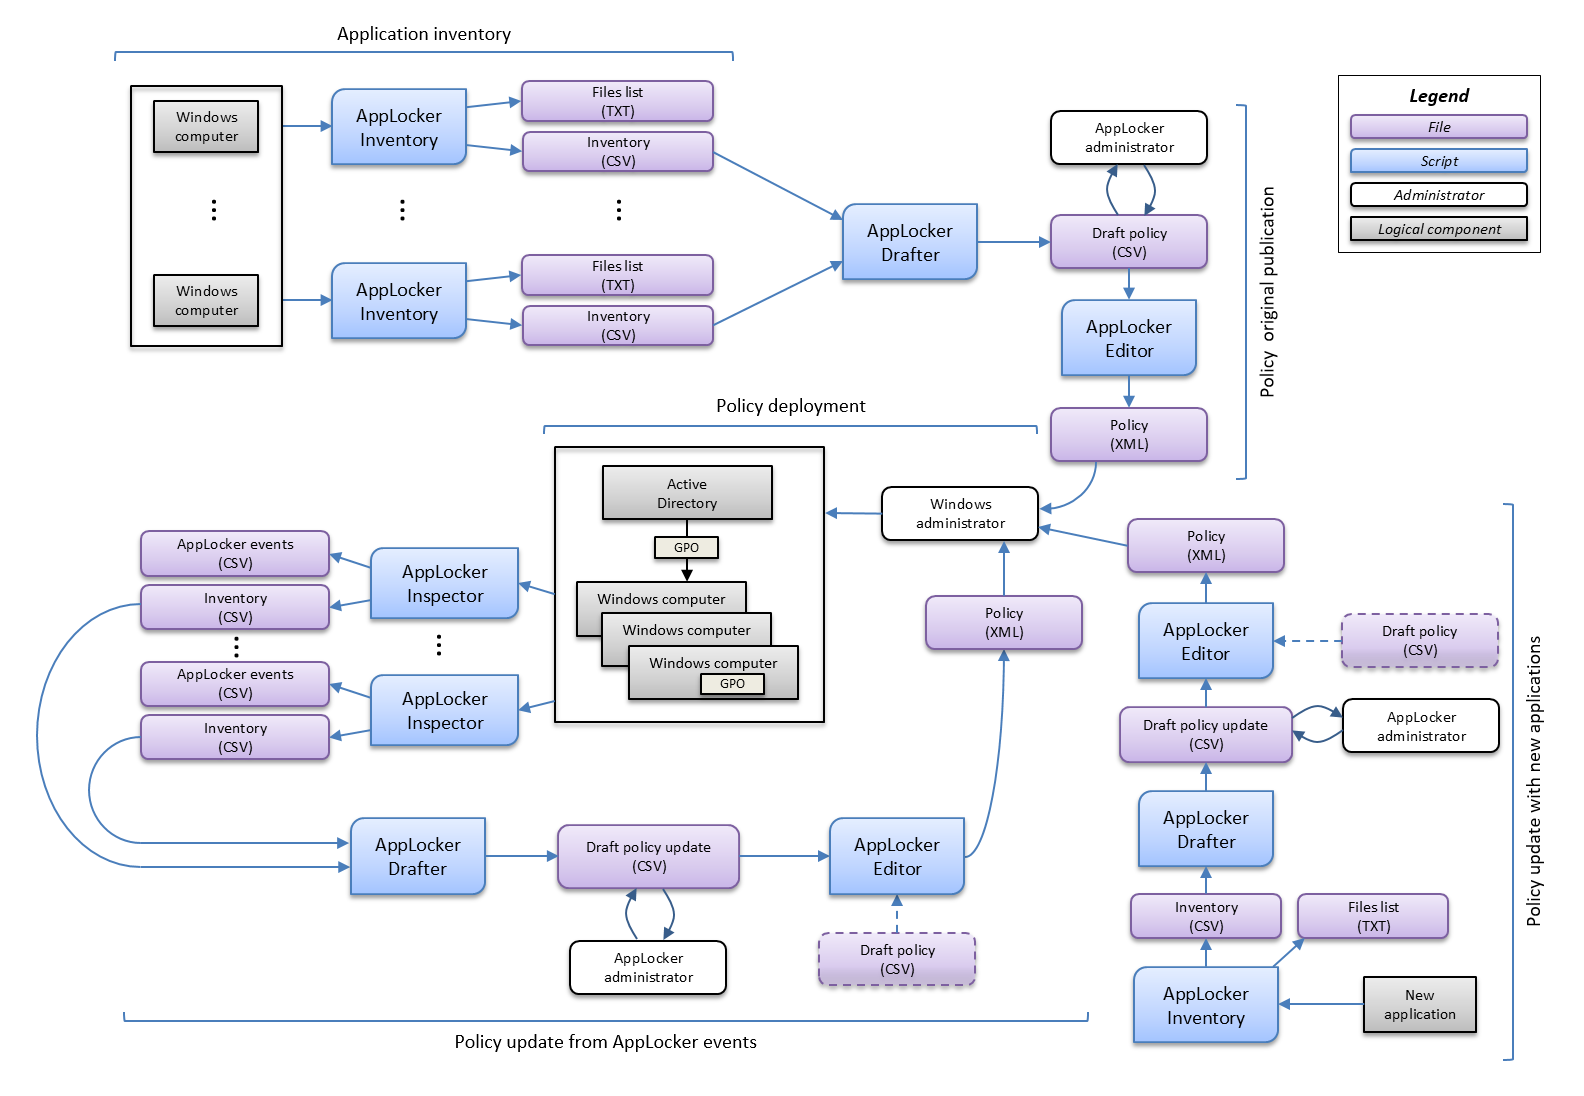 Application inventory
Windows
computer
AppLocker
Inventory
Files list
(TXT)
Inventory
(CSV)
Windows
computer
AppLocker
Inventory
Files list
(TXT)
Inventory
(CSV)
AppLocker
Drafter
AppLocker
administrator
Draft policy
(CSV)
AppLocker
Editor
Policy
(XML)
Policy original publication
Legend
File
Script
Administrator
Logical component
Policy deployment
Active
Directory
GPO
Windows computer
Windows computer
Windows computer
GPO
Windows
administrator
AppLocker events
(CSV)
Inventory
(CSV)
AppLocker
Inspector
AppLocker events
(CSV)
Inventory
(CSV)
AppLocker
Inspector
Policy
(XML)
AppLocker
Drafter
Draft policy update
(CSV)
AppLocker
administrator
AppLocker
Editor
Draft policy
(CSV)
Policy update from AppLocker events
Policy
(XML)
AppLocker
Editor
Draft policy
(CSV)
Draft policy update
(CSV)
AppLocker
administrator
AppLocker
Drafter
Inventory
(CSV)
Files list
(TXT)
AppLocker
Inventory
New
application
Policy update with new applications